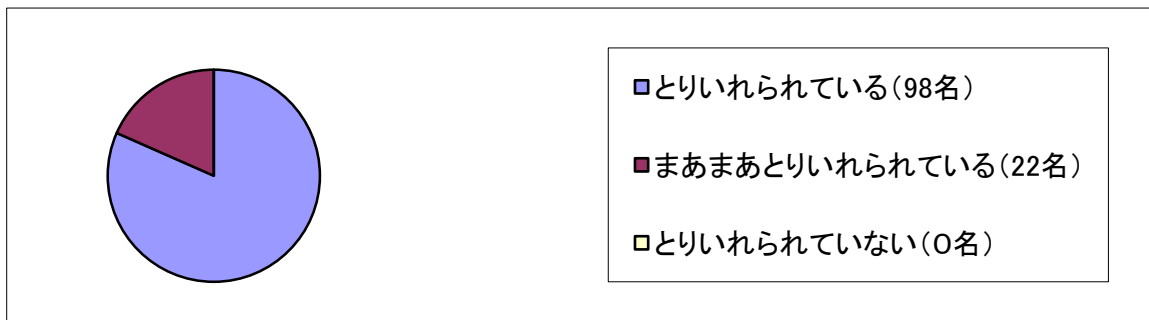 とりいれられている（98名）
まあまあとりいれられている（22名）
とりいれられていない（0名）